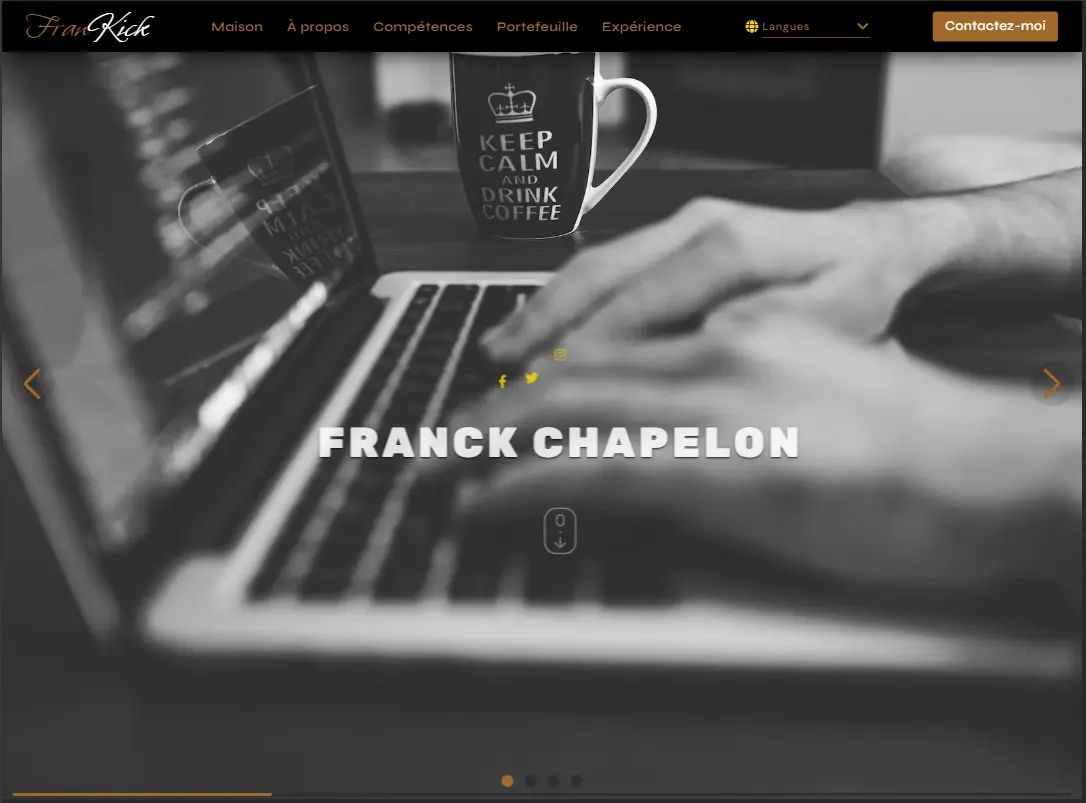 FranKick
Maison À propos Compétences Portefeuille Expérience Langues Contactez-moi
KEEP
CALM
AND
DRINK
COFFEE
FRANCK CHAPELON